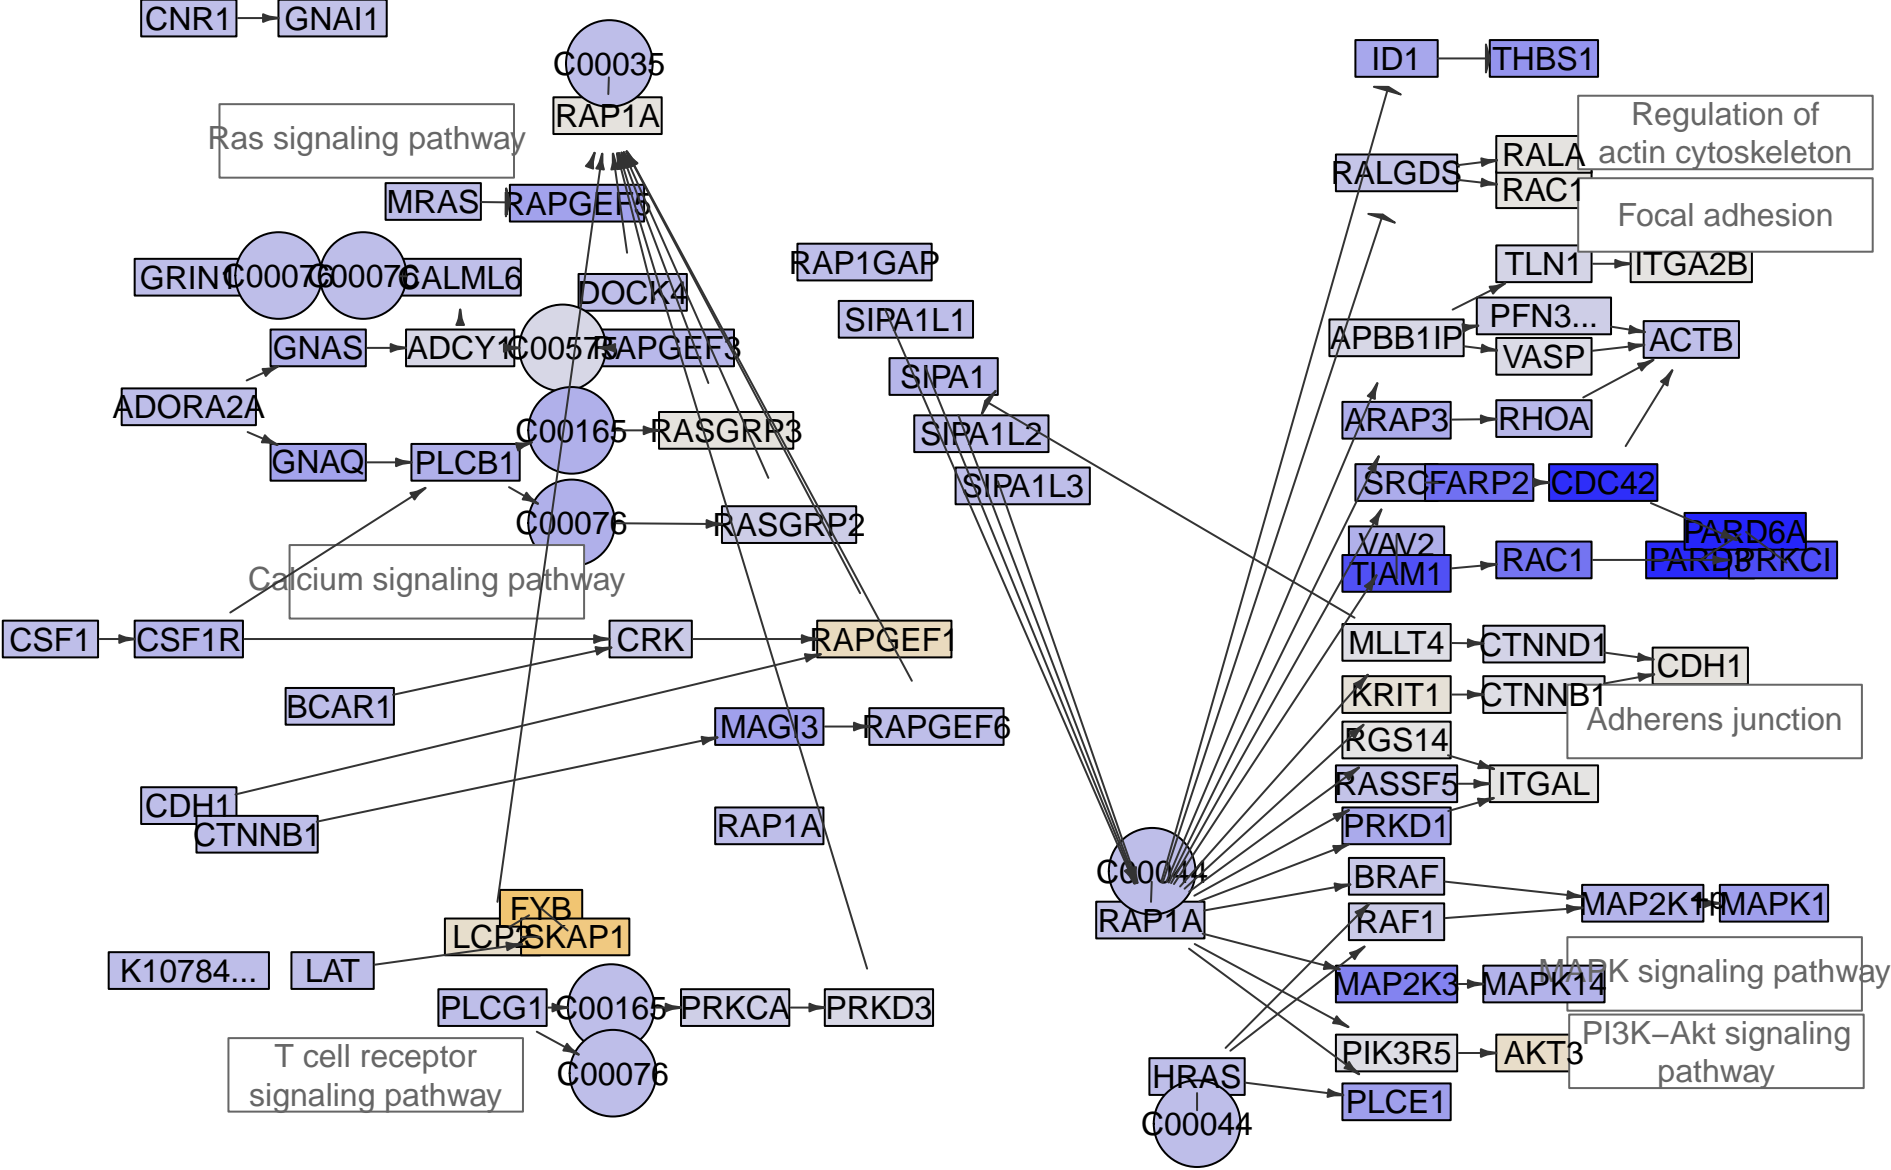 CNR1
GNAI1
C00035
RAP1A
Ras signaling pathway
MRAS
RAPGEF5
GRIN1
C00076
C00076
CALML6
DOCK4
GNAS
ADCY1
C00575
RAPGEF3
ADORA2A
GNAQ
PLCB1
C00165
RASGRP3
C00076
RASGRP2
Calcium signaling pathway
CSF1
CSF1R
CRK
RAPGEF1
BCAR1
MAGI3
RAPGEF6
CDH1
CTNNB1
RAP1A
FYB
LCP2
SKAP1
K10784...
LAT
PLCG1
C00165
PRKCA
PRKD3
T cell receptor
signaling pathway
C00076
RAP1GAP
SIPA1L1
SIPA1
SIPA1L2
SIPA1L3
C00044
RAP1A
HRAS
C00044
ID1
THBS1
Regulation of
actin cytoskeleton
RALGDS
RALA
RAC1
Focal adhesion
TLN1
ITGA2B
APBB1IP
PFN3...
VASP
ACTB
ARAP3
RHOA
SRC
FARP2
CDC42
VAV2
TIAM1
RAC1
PARD6A
PARD3
PRKCI
MLLT4
CTNND1
CDH1
KRIT1
CTNNB1
Adherens junction
RGS14
RASSF5
ITGAL
PRKD1
BRAF
RAF1
MAP2K1
+p
MAPK1
MAPK signaling pathway
MAP2K3
MAPK14
PI3K−Akt signaling
pathway
PIK3R5
AKT3
PLCE1